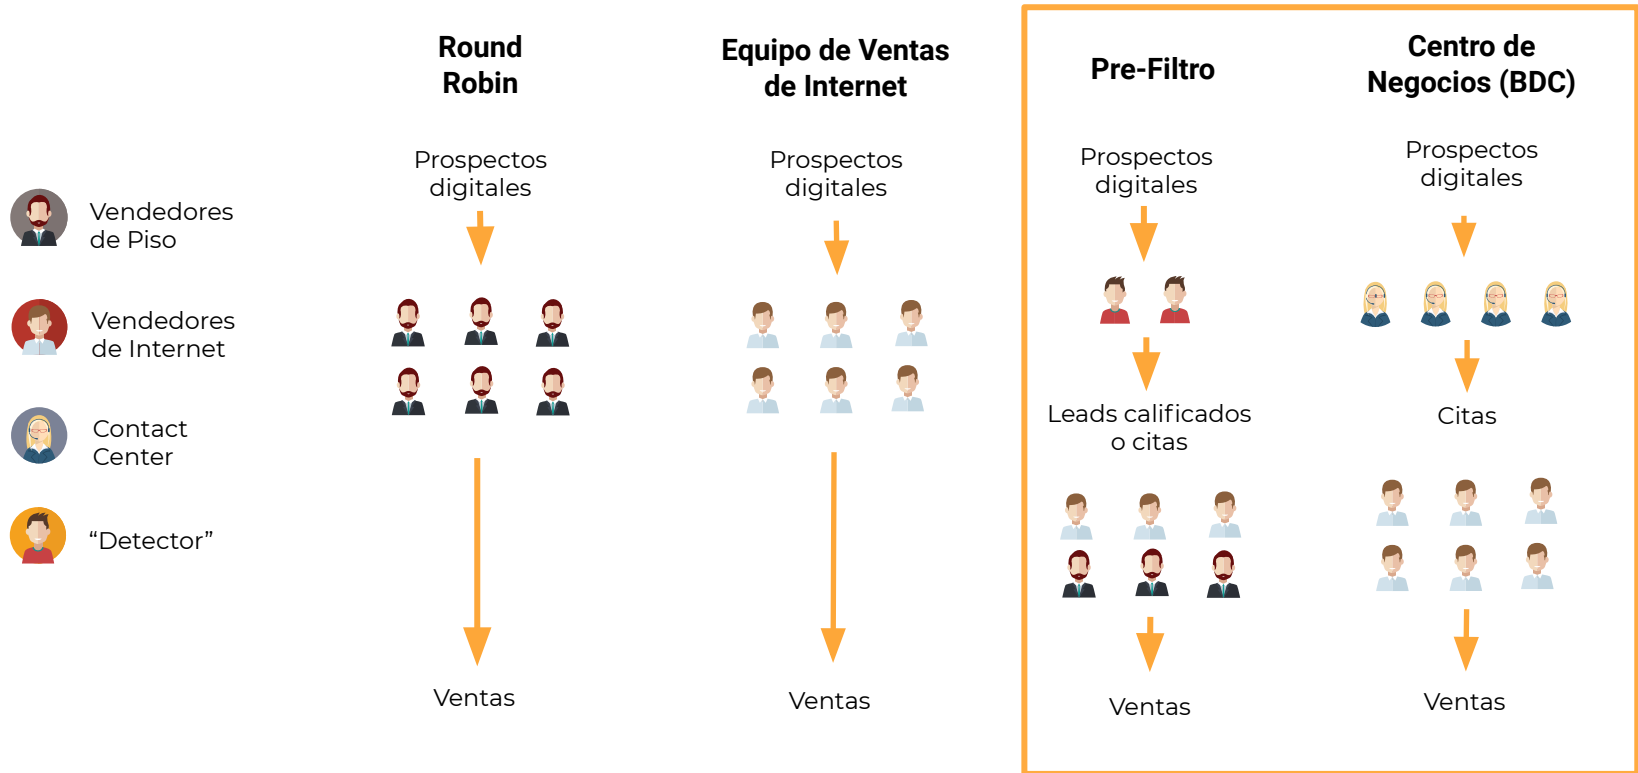 Round
Robin
Equipo de Ventas
de Internet
Pre-Filtro
Centro de
Negocios (BDC)
Prospectos
digitales
Prospectos
digitales
Prospectos
digitales
Prospectos
digitales
Vendedores
de Piso
Vendedores
de Internet
Contact
Center
“Detector”
Leads calificados
o citas
Citas
Ventas
Ventas
Ventas
Ventas